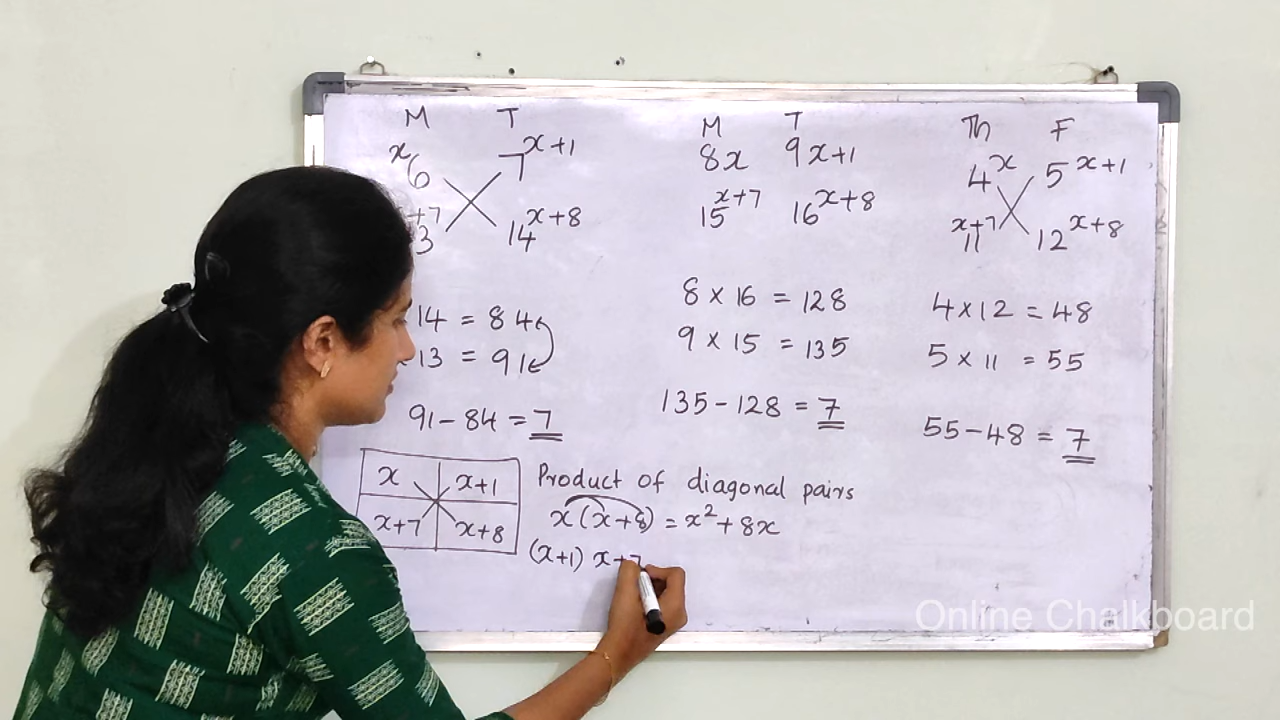 M T
x 6 7 x+1
+7 3 14 x+8
14 = 84
13 = 91
91 - 84 = 7
x x+1
x+7 x+8
M T
8x 9x+1
15 x+7 16 x+8
8 × 16 = 128
9 × 15 = 135
135 - 128 = 7
Th F
4 x 5 x+1
x+7 11 12 x+8
4×12 = 48
5 × 11 = 55
55 - 48 = 7
Product of diagonal pairs
x(x+8) = x² + 8x
(x+1) x+7
Online Chalkboard